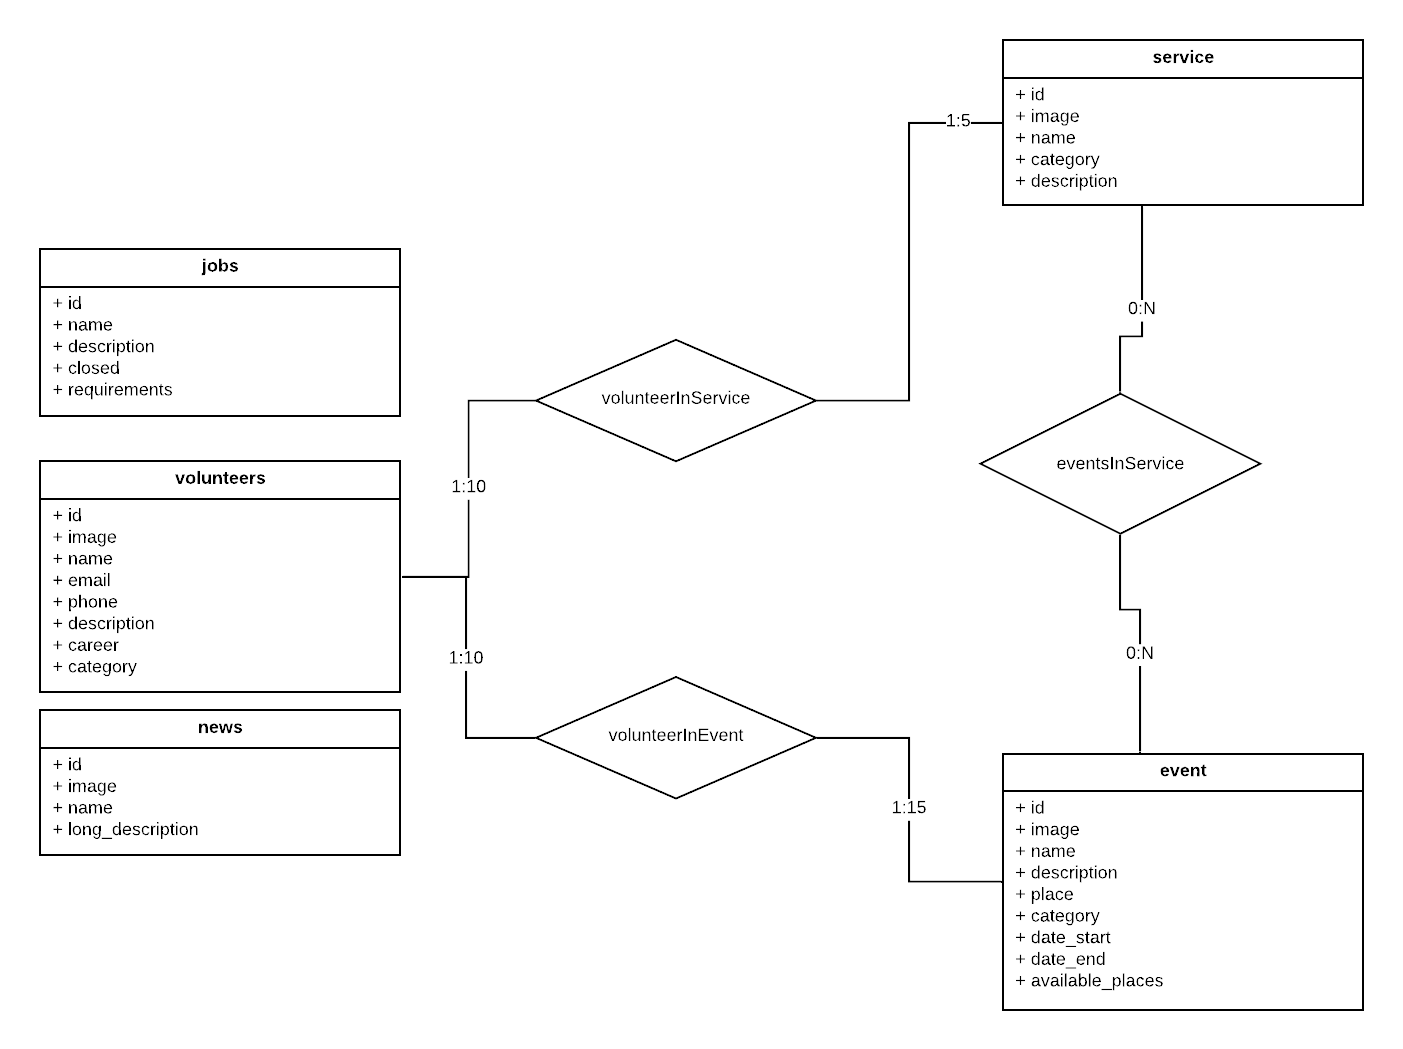 service
+ id
+ image
+ name
+ category
+ description
1:5
jobs
+ id
+ name
+ description
+ closed
+ requirements
0:N
volunteerInService
eventsInService
volunteers
+ id
+ image
+ name
+ email
+ phone
+ description
+ career
+ category
1:10
1:10
0:N
news
+ id
+ image
+ name
+ long_description
volunteerInEvent
1:15
event
+ id
+ image
+ name
+ description
+ place
+ category
+ date_start
+ date_end
+ available_places